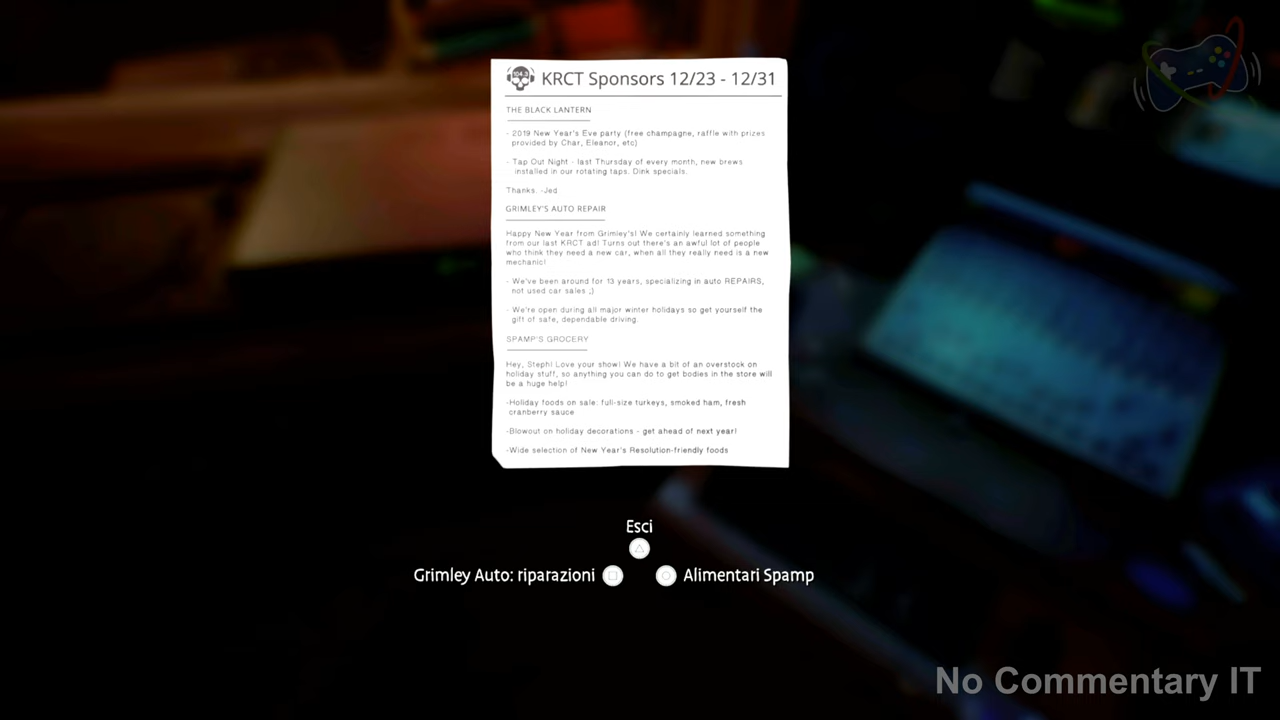 104.3
KRCT Sponsors 12/23 - 12/31
THE BLACK LANTERN
- 2019 New Year's Eve party (free champagne, raffle with prizes
provided by Char, Eleanor, etc)
- Tap Out Night - last Thursday of every month, new brews
installed in our rotating taps. Dink specials.
Thanks. -Jed
GRIMLEY'S AUTO REPAIR
Happy New Year from Grimley's! We certainly learned something
from our last KRCT ad! Turns out there's an awful lot of people
who think they need a new car, when all they really need is a new
mechanic!
- We've been around for 13 years, specializing in auto REPAIRS,
not used car sales ;)
- We're open during all major winter holidays so get yourself the
gift of safe, dependable driving.
SPAMP'S GROCERY
Hey, Steph! Love your show! We have a bit of an overstock on
holiday stuff, so anything you can do to get bodies in the store will
be a huge help!
-Holiday foods on sale: full-size turkeys, smoked ham, fresh
cranberry sauce
-Blowout on holiday decorations - get ahead of next year!
-Wide selection of New Year's Resolution-friendly foods
Esci
Grimley Auto: riparazioni
Alimentari Spamp
No Commentary IT